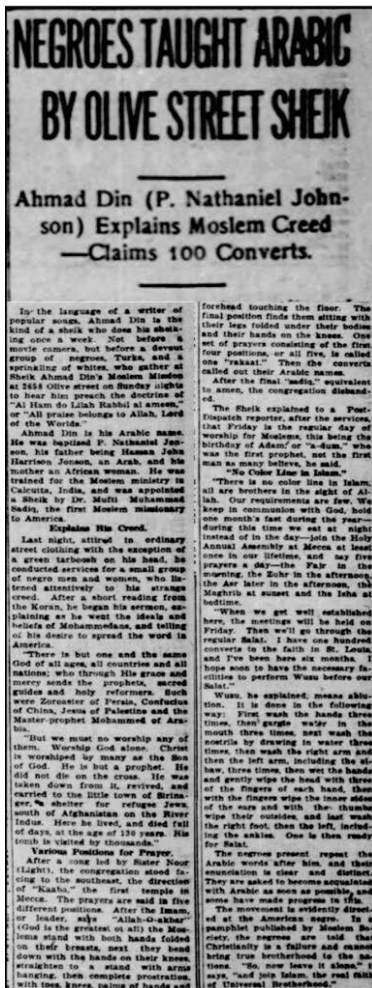 NEGROES TAUGHT ARABIC
BY OLIVE STREET SHEIK
Ahmad Din (P. Nathaniel John-
son) Explains Moslem Creed
—Claims 100 Converts.
In the language of a writer of
popular songs, Ahmad Din is the
kind of a sheik who does his sheik-
ing once a week. Not before a
movie camera, but before a devout
group of negroes, Turks, and a
sprinkling of whites, who gather at
Sheik Ahmad Din's Moslem Mission
at 2658 Olive street on Sunday nights
to hear him preach the doctrine of
"Al Ham do Lilah Rabbil al ameen,"
or "All praise belongs to Allah, Lord
of the Worlds."
Ahmad Din is his Arabic name.
He was baptised P. Nathaniel Jon-
son, his father being Hassan John
Harrison Jonson, an Arab, and his
mother an African woman. He was
trained for the Moslem ministry in
Calcutta, India, and was appointed
a Sheik by Dr. Mufti Muhammad
Sadiq, the first Moslem missionary
to America.
Explains His Creed.
Last night, attired in ordinary
street clothing with the exception of
a green tarboosh on his head, he
conducted services for a small group
of negro men and women, who lis-
tened attentively to his strange
creed. After a short reading from
the Koran, he began his sermon, ex-
plaining as he went the ideals and
beliefs of Mohammedans, and telling
of his desire to spread the word in
America.
"There is but one and the same
God of all ages, all countries and all
nations; who through His grace and
mercy sends the prophets, sacred
guides and holy reformers. Such
were Zoroaster of Persia, Confucius
of China, Jesus of Palestine and the
Master-prophet Mohammed of Ara-
bia.
"But we must no worship any of
them. Worship God alone. Christ
is worshiped by many as the Son
of God. He is but a prophet. He
did not die on the cross. He was
taken down from it, revived, and
carried to the little town of Srina-
ger, a shelter for refugee Jews,
south of Afghanistan on the River
Indus. Here he lived, and died full
of days, at the age of 120 years. His
tomb is visited by thousands."
Various Positions for Prayer.
After a song led by Sister Noor
(Light), the congregation stood fa-
cing to the southeast, the direction
of "Kaaba," the first temple in
Mecca. The prayers are said in five
different positions. After the Imam,
or leader, says "Allah-O-akbar"
(God is the greatest of all) the Mos-
lems stand with both hands folded
on their breasts, next they bend
down with the hands on their knees,
straighten to a stand with arms
hanging, then complete prostration,
with toes, knees, palms of hands and
forehead touching the floor. The
final position finds them sitting with
their legs folded under their bodies
and their hands on the knees. One
set of prayers consisting of the first
four positions, or all five, is called
one "rakaat." Then the converts
called out their Arabic names.
After the final "sadiq," equivalent
to amen, the congregation disband-
ed.
The Sheik explained to a Post-
Dispatch reporter, after the services,
that Friday is the regular day of
worship for Moslems, this being the
birthday of Adam, or "a-dum," who
was the first prophet, not the first
man as many believe, he said.
"No Color Line in Islam."
"There is no color line in Islam,
all are brothers in the sight of Al-
lah. Our requirements are few. We
keep in communion with God, hold
one month's fast during the year—
during this time we eat at night
instead of in the day—join the Holy
Annual Assembly at Mecca at least
once in our lifetime, and say five
prayers a day—the Fair in the
morning, the Zuhr in the afternoon,
the Asr later in the afternoon, the
Maghrib at sunset and the Isha at
bedtime.
"When we get well established
here, the meetings will be held on
Friday. Then we'll go through the
regular Salat. I have one hundred
converts to the faith in St. Louis,
and I've been here six months. I
hope soon to have the necessary fa-
cilities to perform Wuzu before our
Salat."
Wuzu, he explained, means ablu-
tion. It is done in the following
way: First wash the hands three
times, then gargle water in the
mouth three times, next wash the
nostrils by drawing in water three
times, then wash the right arm and
then the left arm, including the el-
baw, three times, then wet the hands
and gently wipe the head with three
of the fingers of each hand, then
with the fingers wipe the inner sides
of the ears and with the thumbs
wipe their outsides, and last wash
the right foot, then the left, includ-
ing the ankles. One is then ready
for Salat.
The negroes present repeat the
Arabic words after him, and their
enunciation is clear and distinct.
They are asked to become acquainted
with Arabic as soon as possible, and
some have made progress in this.
The movement is evidently direct-
ed at the American negro. In a
pamphlet published by Moslem So-
ciety, the negroes are told that
Christianity is a failure and cannot
bring true brotherhood to the na-
tions. "So, now leave it alone," it
says, "and join Islam, the real faith
of Universal Brotherhood."